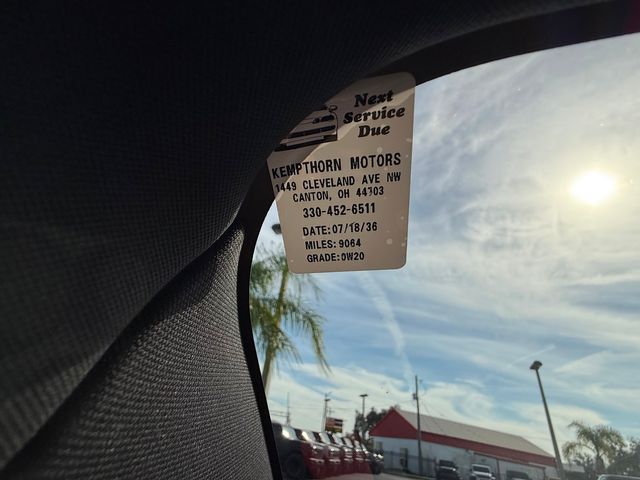 Next
Service
Due
KEMPTHORN MOTORS
1449 CLEVELAND AVE NW
CANTON, OH 44703
330-452-6511
DATE:07/18/36
MILES:9064
GRADE:0W20